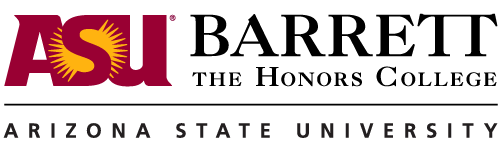 ASU® BARRETT
THE HONORS COLLEGE
ARIZONA STATE UNIVERSITY